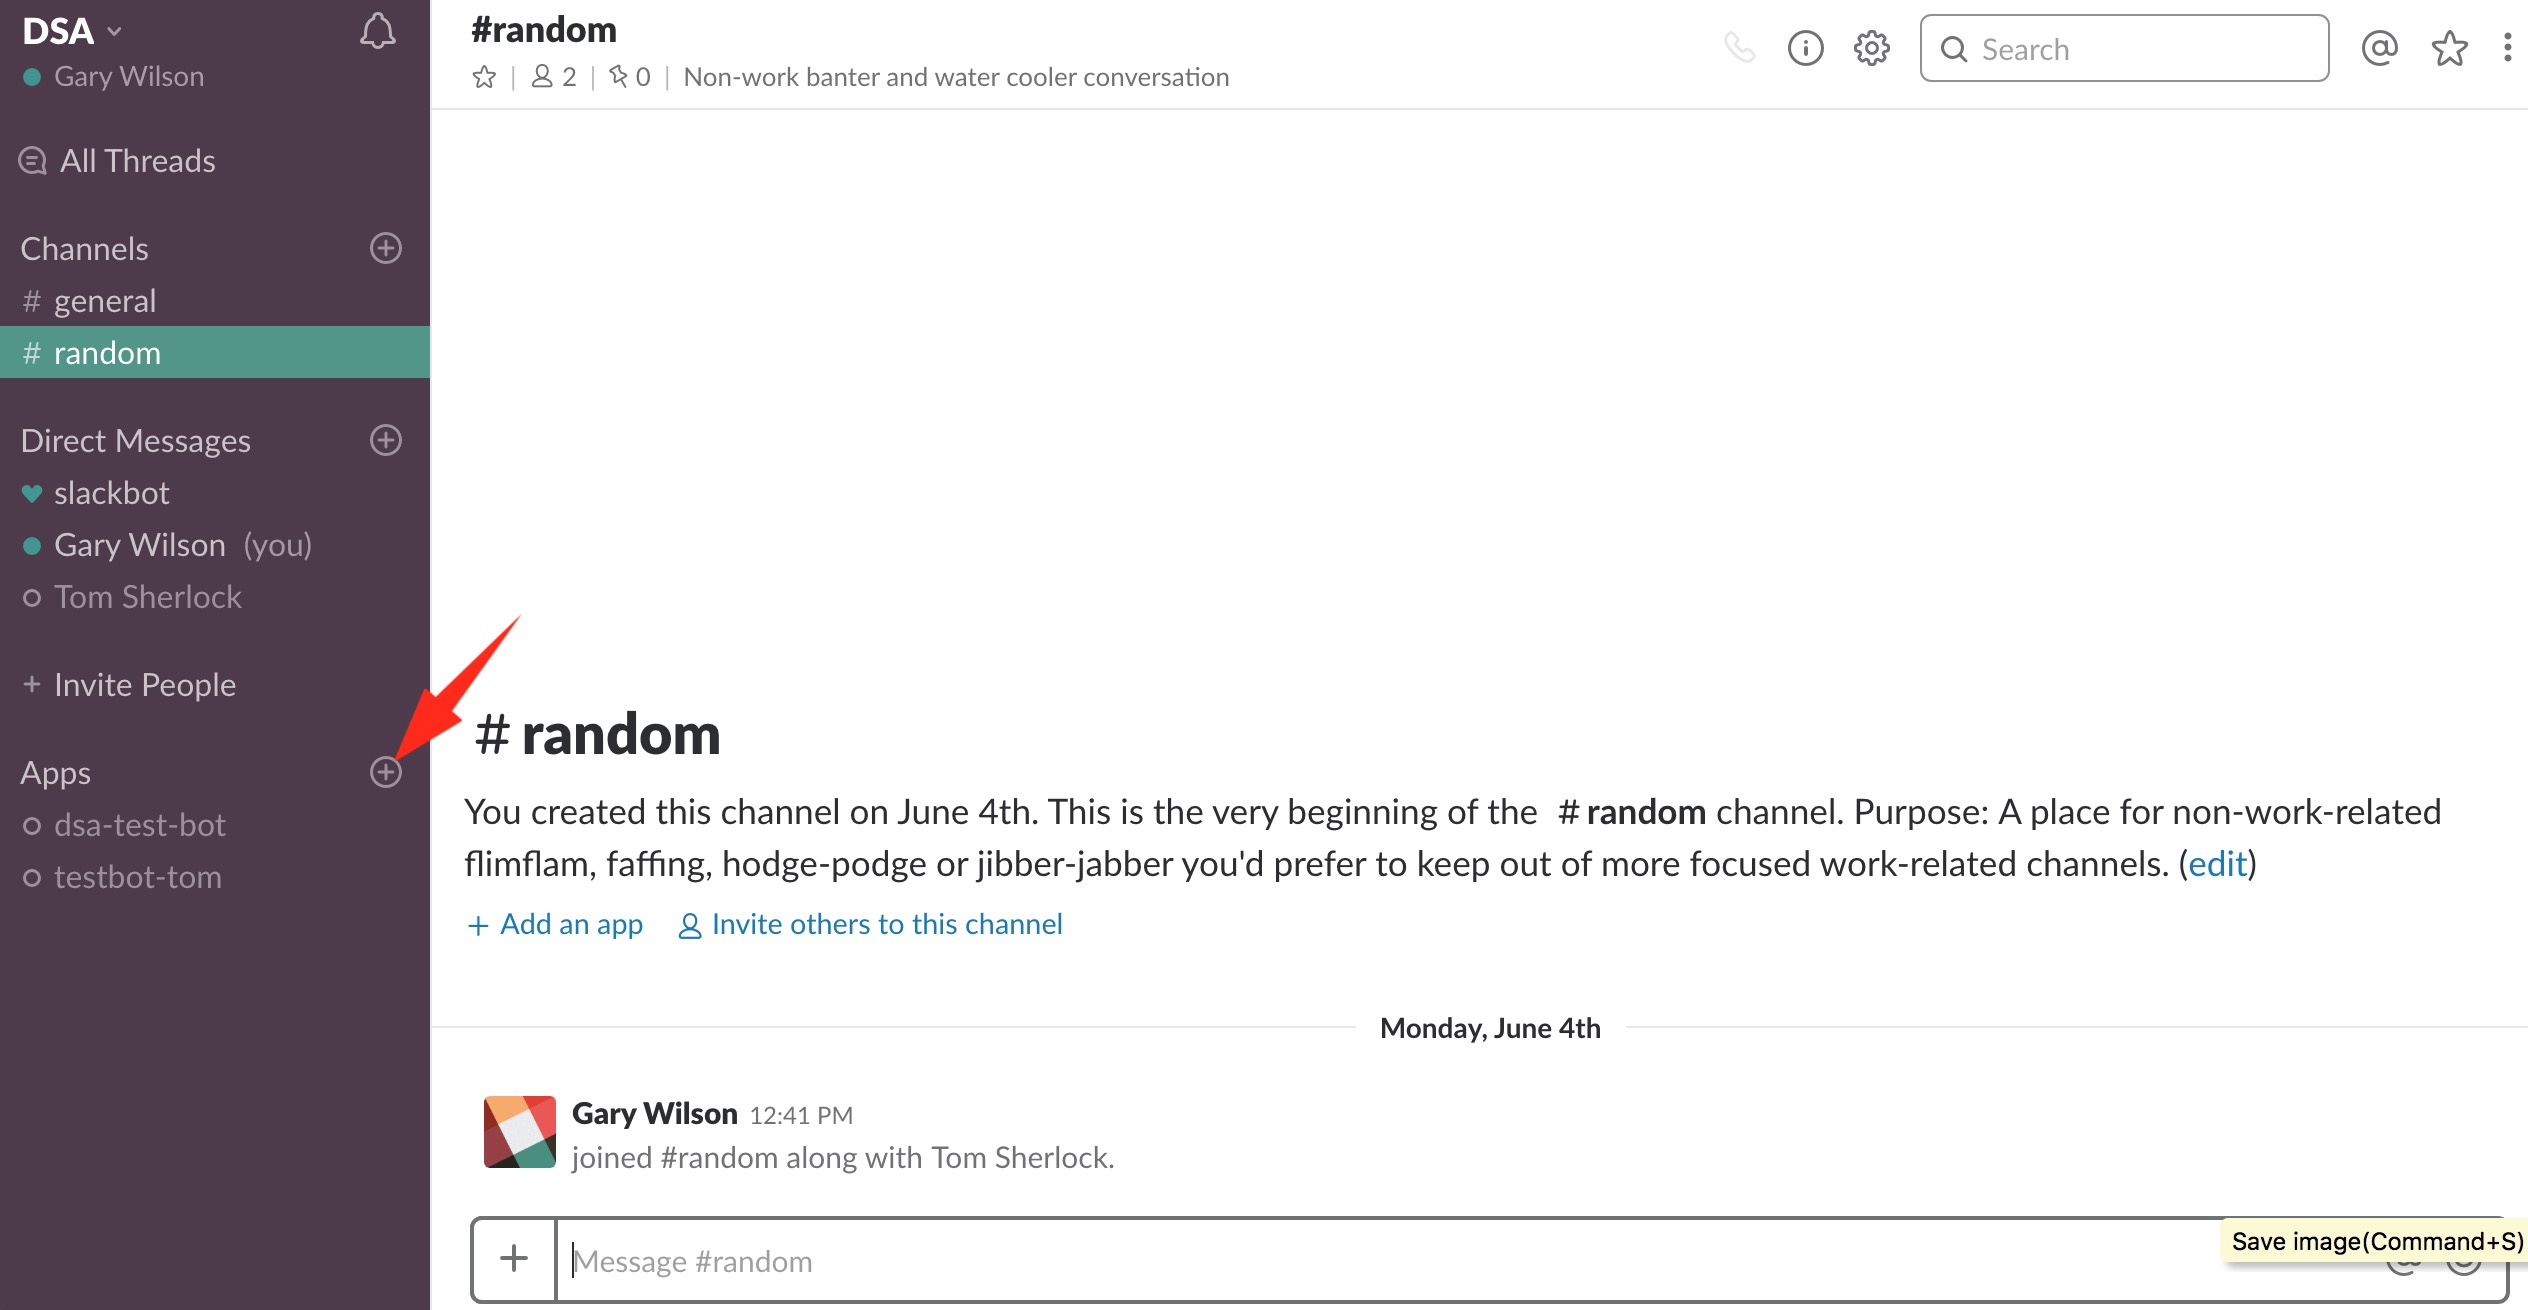 DSA
Gary Wilson
All Threads
Channels
# general
# random
Direct Messages
slackbot
Gary Wilson (you)
Tom Sherlock
+ Invite People
Apps
dsa-test-bot
testbot-tom
#random
2 | 0 | Non-work banter and water cooler conversation
Search
# random
You created this channel on June 4th. This is the very beginning of the # random channel. Purpose: A place for non-work-related
flimflam, faffing, hodge-podge or jibber-jabber you'd prefer to keep out of more focused work-related channels. (edit)
+ Add an app Invite others to this channel
Monday, June 4th
Gary Wilson 12:41 PM
joined #random along with Tom Sherlock.
Message #random
Save image(Command+S)